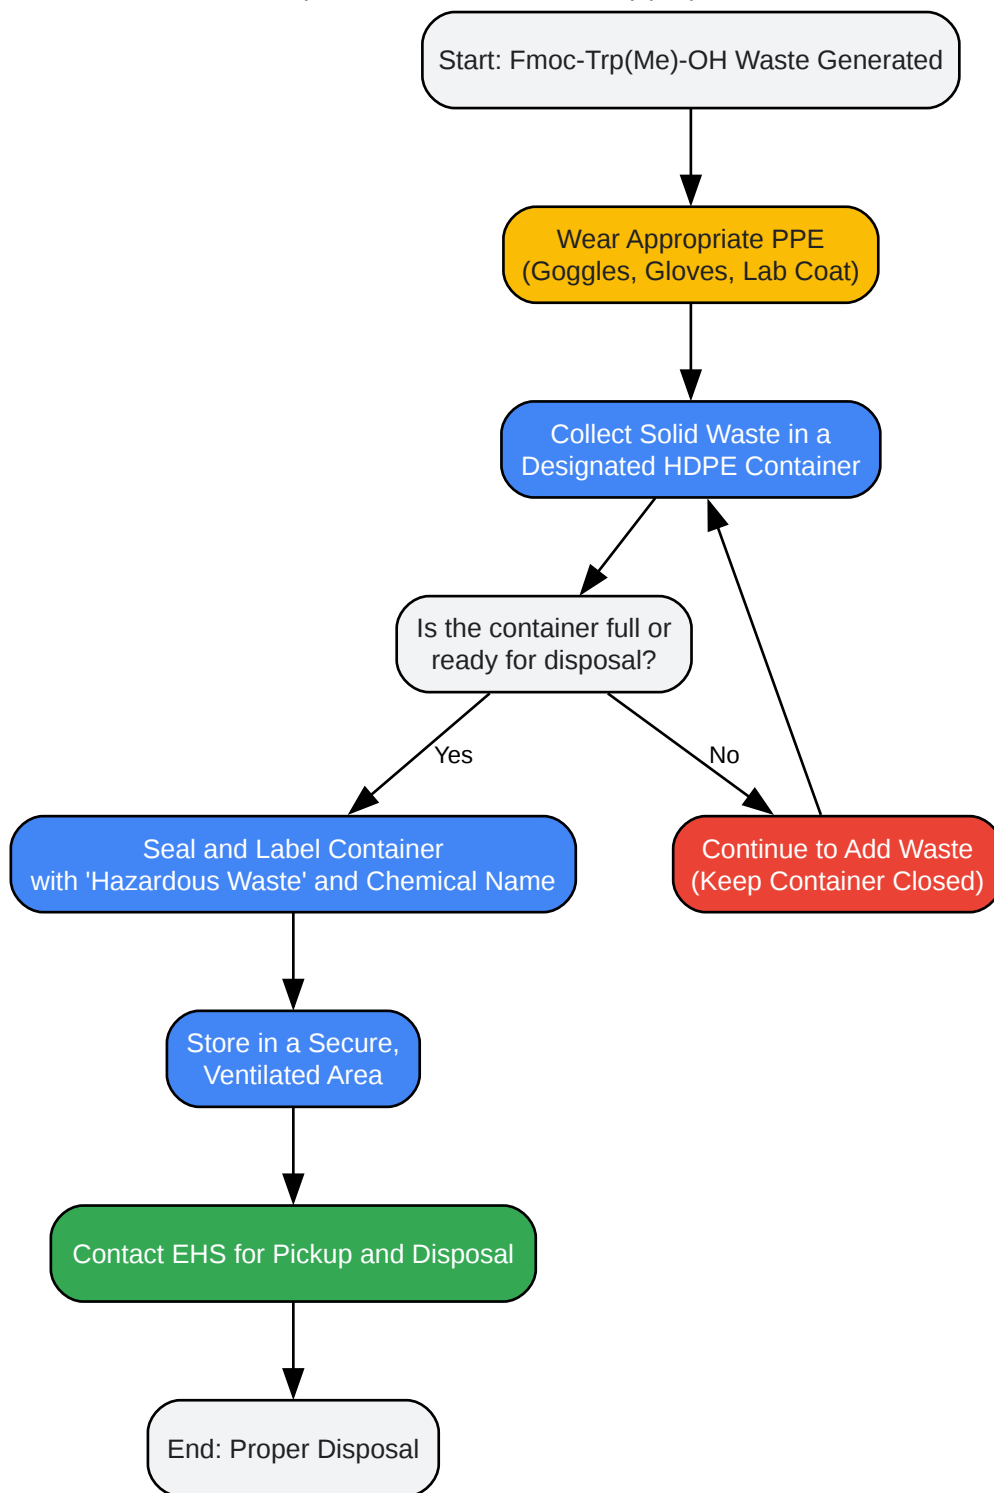 Start: Fmoc-Trp(Me)-OH Waste Generated
Wear Appropriate PPE
(Goggles, Gloves, Lab Coat)
Collect Solid Waste in a
Designated HDPE Container
Is the container full or
ready for disposal?
Yes
No
Seal and Label Container
with 'Hazardous Waste' and Chemical Name
Continue to Add Waste
(Keep Container Closed)
Store in a Secure,
Ventilated Area
Contact EHS for Pickup and Disposal
End: Proper Disposal